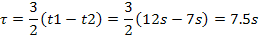 τ = 3/2 (t1 − t2) = 3/2 (12s − 7s) = 7.5s